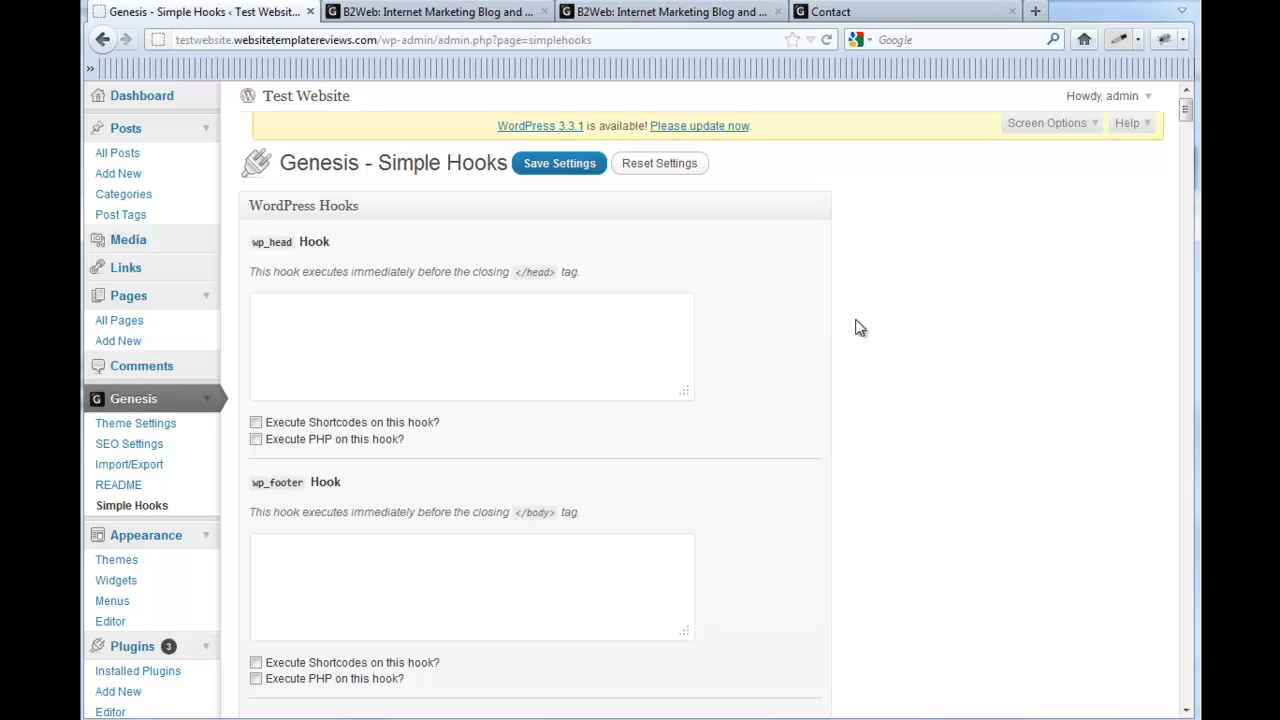 Genesis - Simple Hooks ‹ Test Websit...
B2Web: Internet Marketing Blog and ...
B2Web: Internet Marketing Blog and ...
Contact
testwebsite.websitetemplatereviews.com/wp-admin/admin.php?page=simplehooks
Google
Dashboard
Posts
All Posts
Add New
Categories
Post Tags
Media
Links
Pages
All Pages
Add New
Comments
Genesis
Theme Settings
SEO Settings
Import/Export
README
Simple Hooks
Appearance
Themes
Widgets
Menus
Editor
Plugins 3
Installed Plugins
Add New
Editor
Test Website
Howdy, admin
WordPress 3.3.1 is available! Please update now.
Screen Options
Help
Genesis - Simple Hooks
Save Settings
Reset Settings
WordPress Hooks
wp_head Hook
This hook executes immediately before the closing </head> tag.
Execute Shortcodes on this hook?
Execute PHP on this hook?
wp_footer Hook
This hook executes immediately before the closing </body> tag.
Execute Shortcodes on this hook?
Execute PHP on this hook?